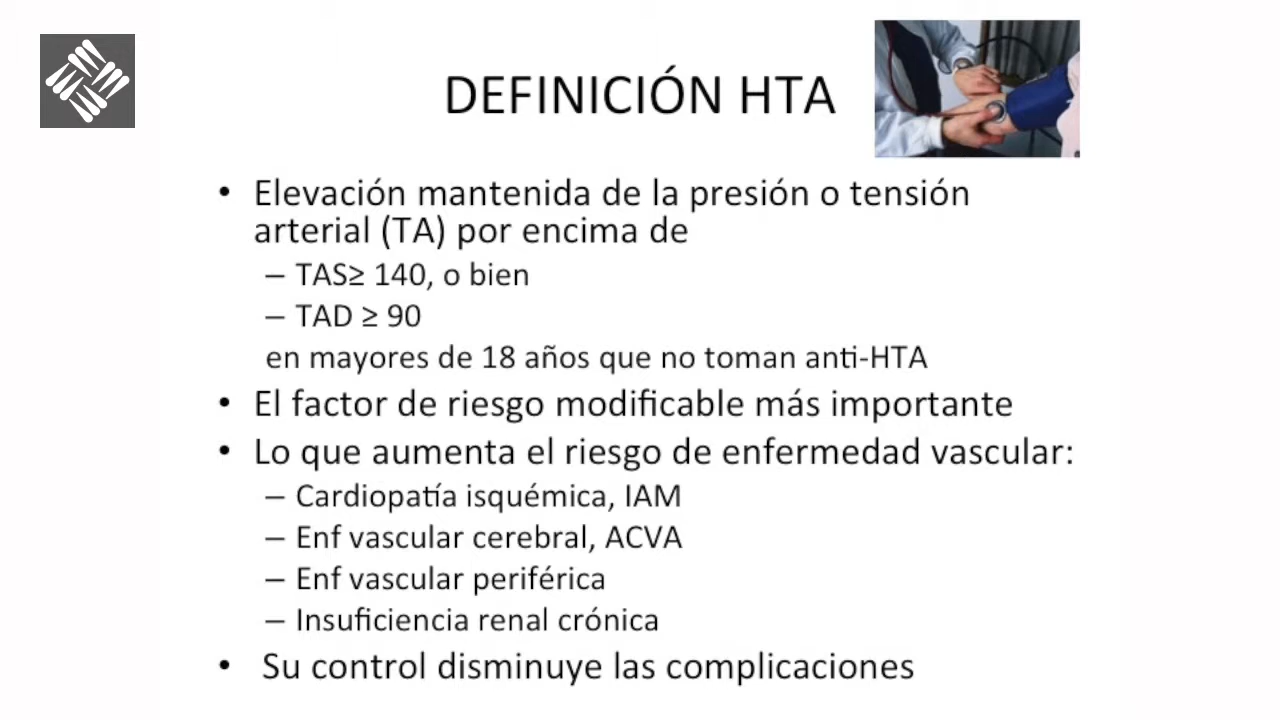 DEFINICIÓN HTA
• Elevación mantenida de la presión o tensión
arterial (TA) por encima de
– TAS≥ 140, o bien
– TAD ≥ 90
en mayores de 18 años que no toman anti-HTA
• El factor de riesgo modificable más importante
• Lo que aumenta el riesgo de enfermedad vascular:
– Cardiopatía isquémica, IAM
– Enf vascular cerebral, ACVA
– Enf vascular periférica
– Insuficiencia renal crónica
• Su control disminuye las complicaciones